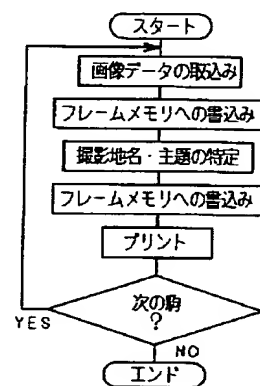 スタート
画像データの取込み
フレームメモリへの書込み
撮影地名・主題の特定
フレームメモリへの書込み
プリント
次の駒
?
YES
NO
エンド